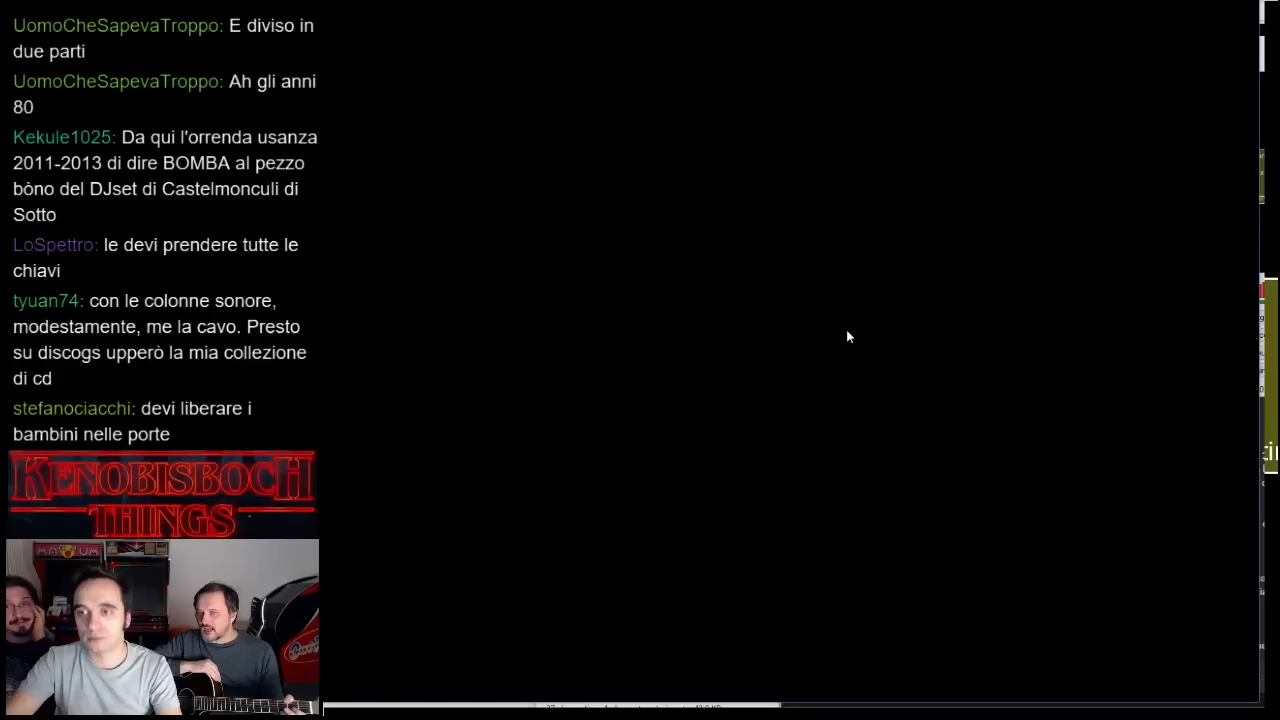 UomoCheSapevaTroppo: E diviso in
due parti
UomoCheSapevaTroppo: Ah gli anni
80
Kekule1025: Da qui l'orrenda usanza
2011-2013 di dire BOMBA al pezzo
bòno del DJset di Castelmonculi di
Sotto
LoSpettro: le devi prendere tutte le
chiavi
tyuan74: con le colonne sonore,
modestamente, me la cavo. Presto
su discogs upperò la mia collezione
di cd
stefanociacchi: devi liberare i
bambini nelle porte
KENOBISBOCH
THINGS
MAGNUM